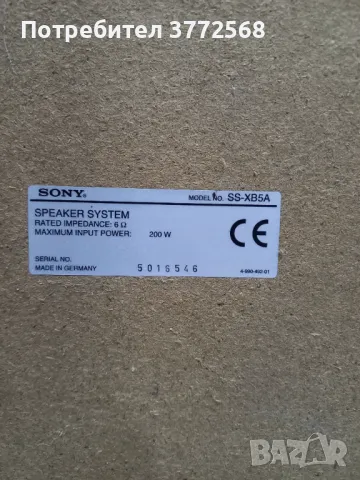 Потребител 3772568
SONY®
MODEL NO. SS-XB5A
SPEAKER SYSTEM
RATED IMPEDANCE: 6 Ω
MAXIMUM INPUT POWER: 200 W
CE
SERIAL NO.
MADE IN GERMANY 5016546
BAZAR